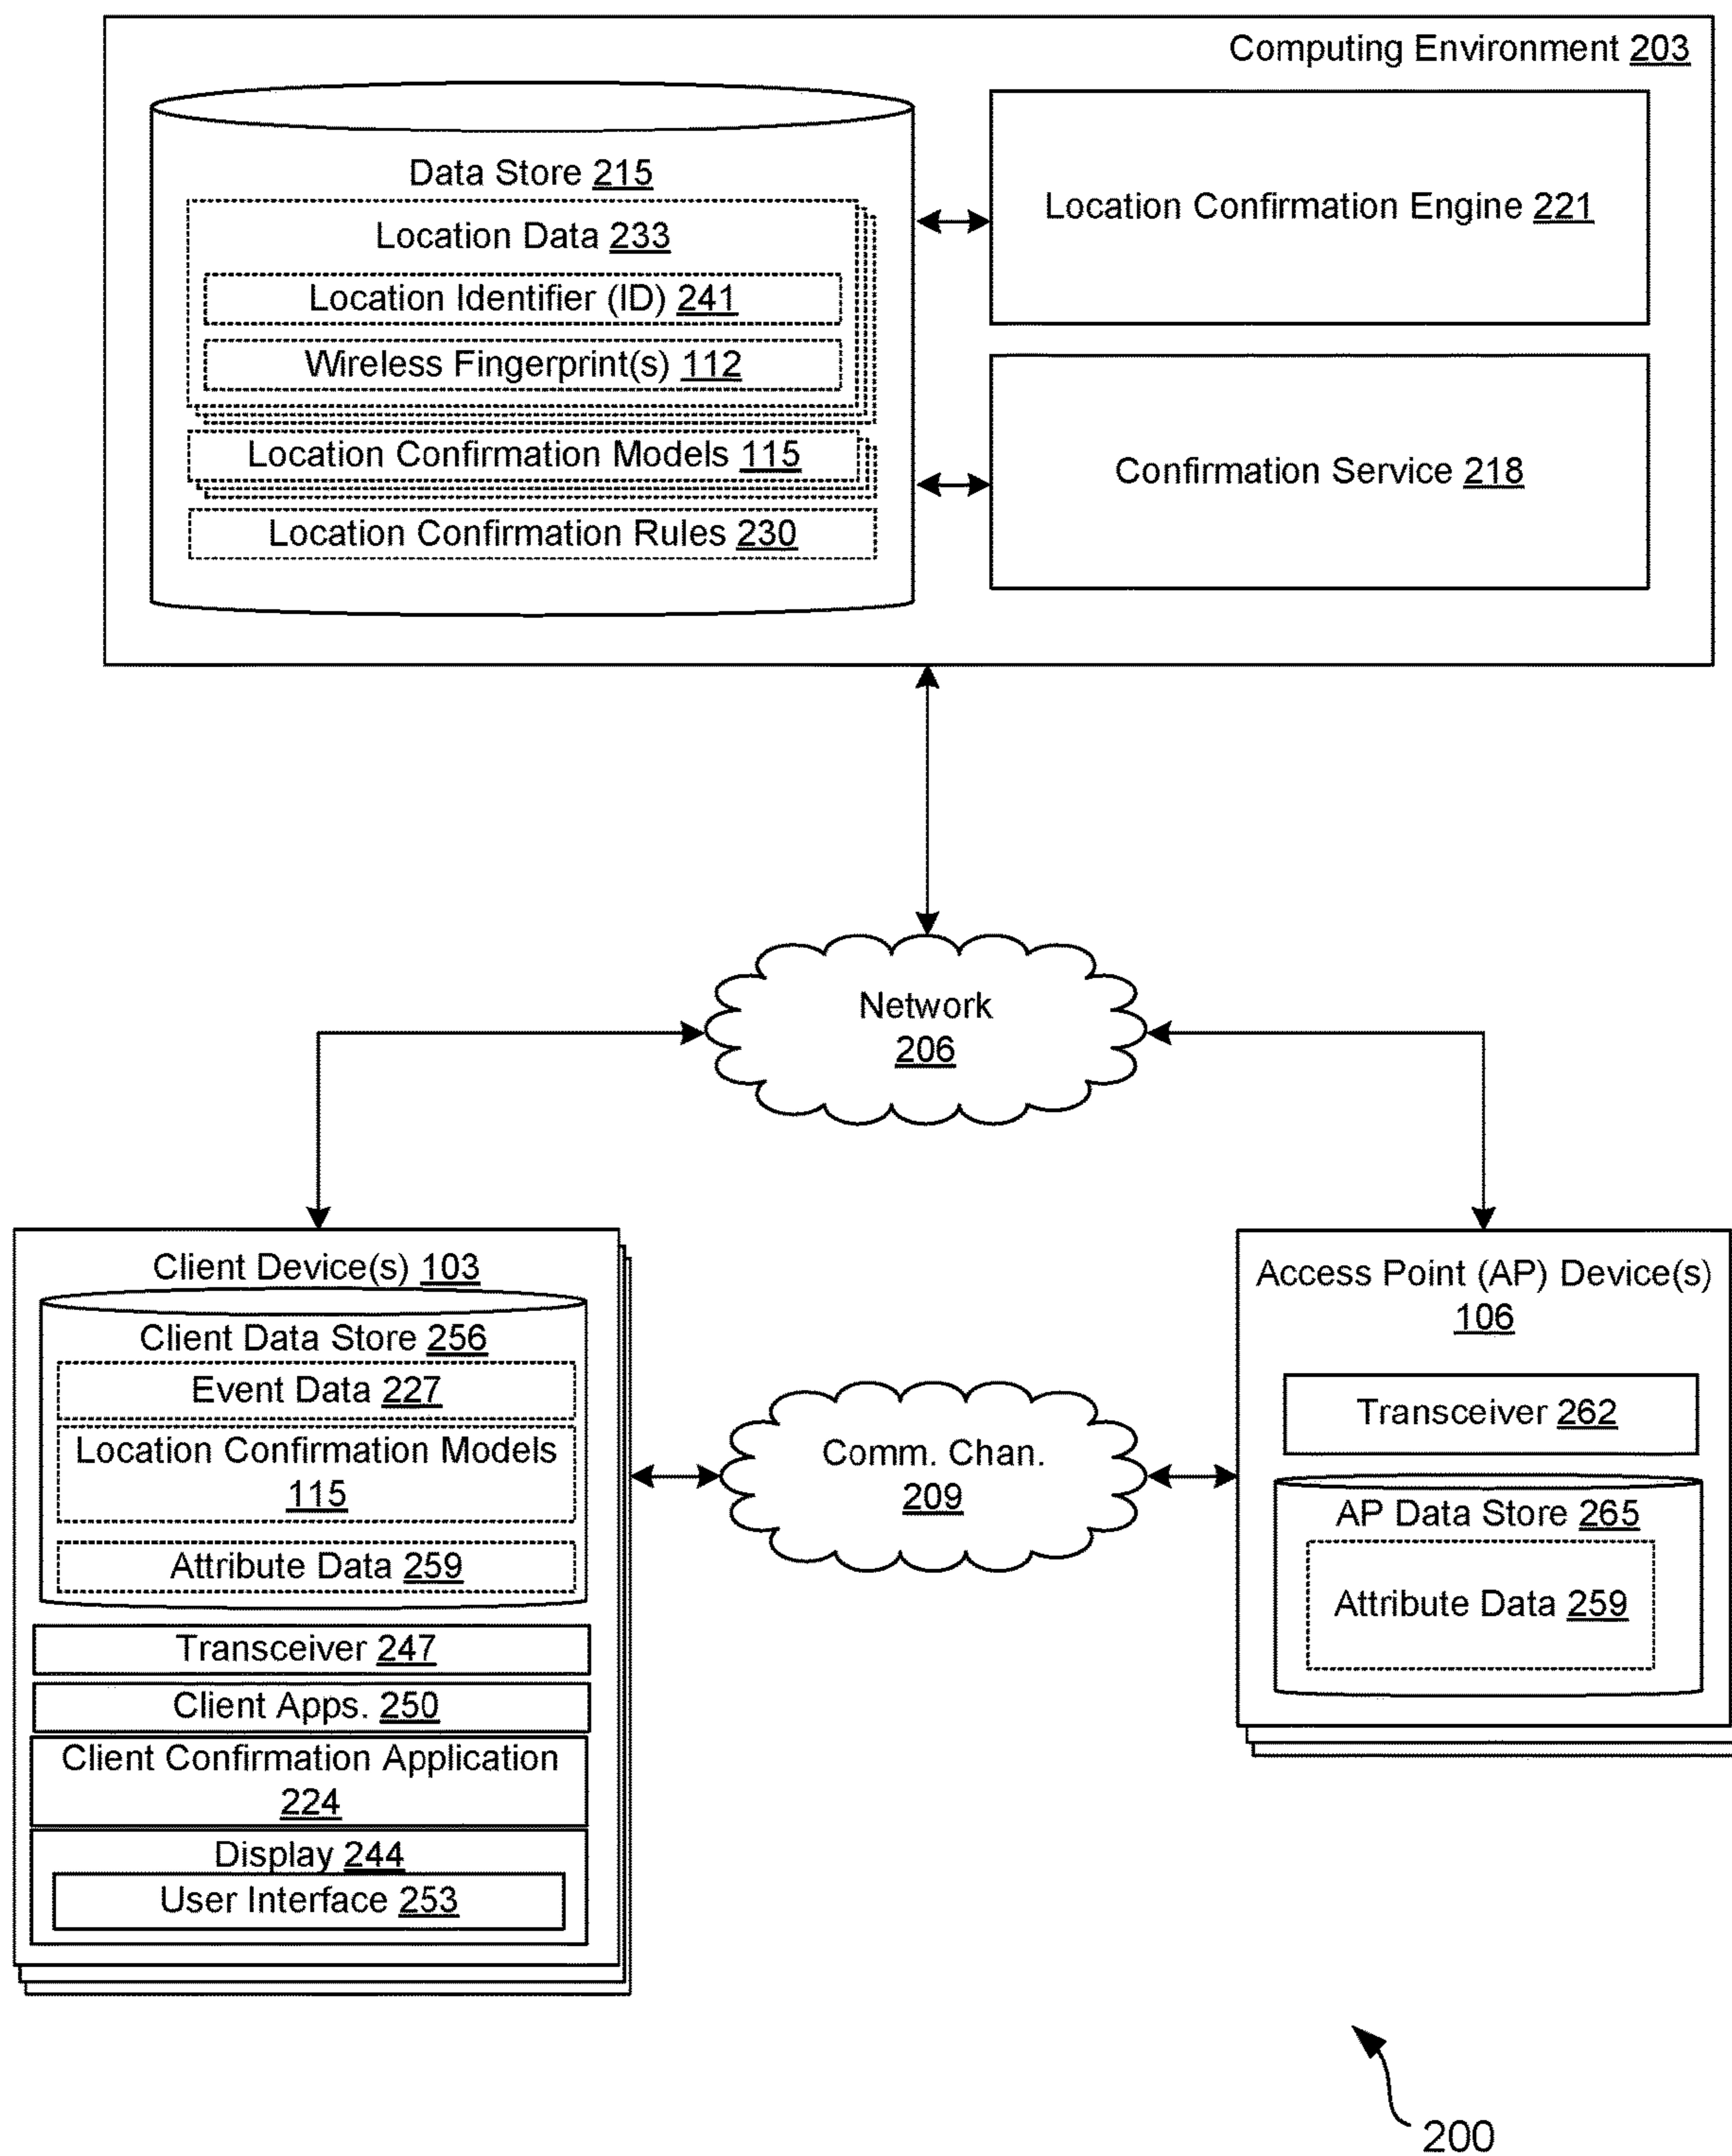 Computing Environment 203
Data Store 215
Location Data 233
Location Identifier (ID) 241
Wireless Fingerprint(s) 112
Location Confirmation Models 115
Location Confirmation Rules 230
Location Confirmation Engine 221
Confirmation Service 218
Network
206
Client Device(s) 103
Client Data Store 256
Event Data 227
Location Confirmation Models
115
Attribute Data 259
Transceiver 247
Client Apps. 250
Client Confirmation Application
224
Display 244
User Interface 253
Comm. Chan.
209
Access Point (AP) Device(s)
106
Transceiver 262
AP Data Store 265
Attribute Data 259
200